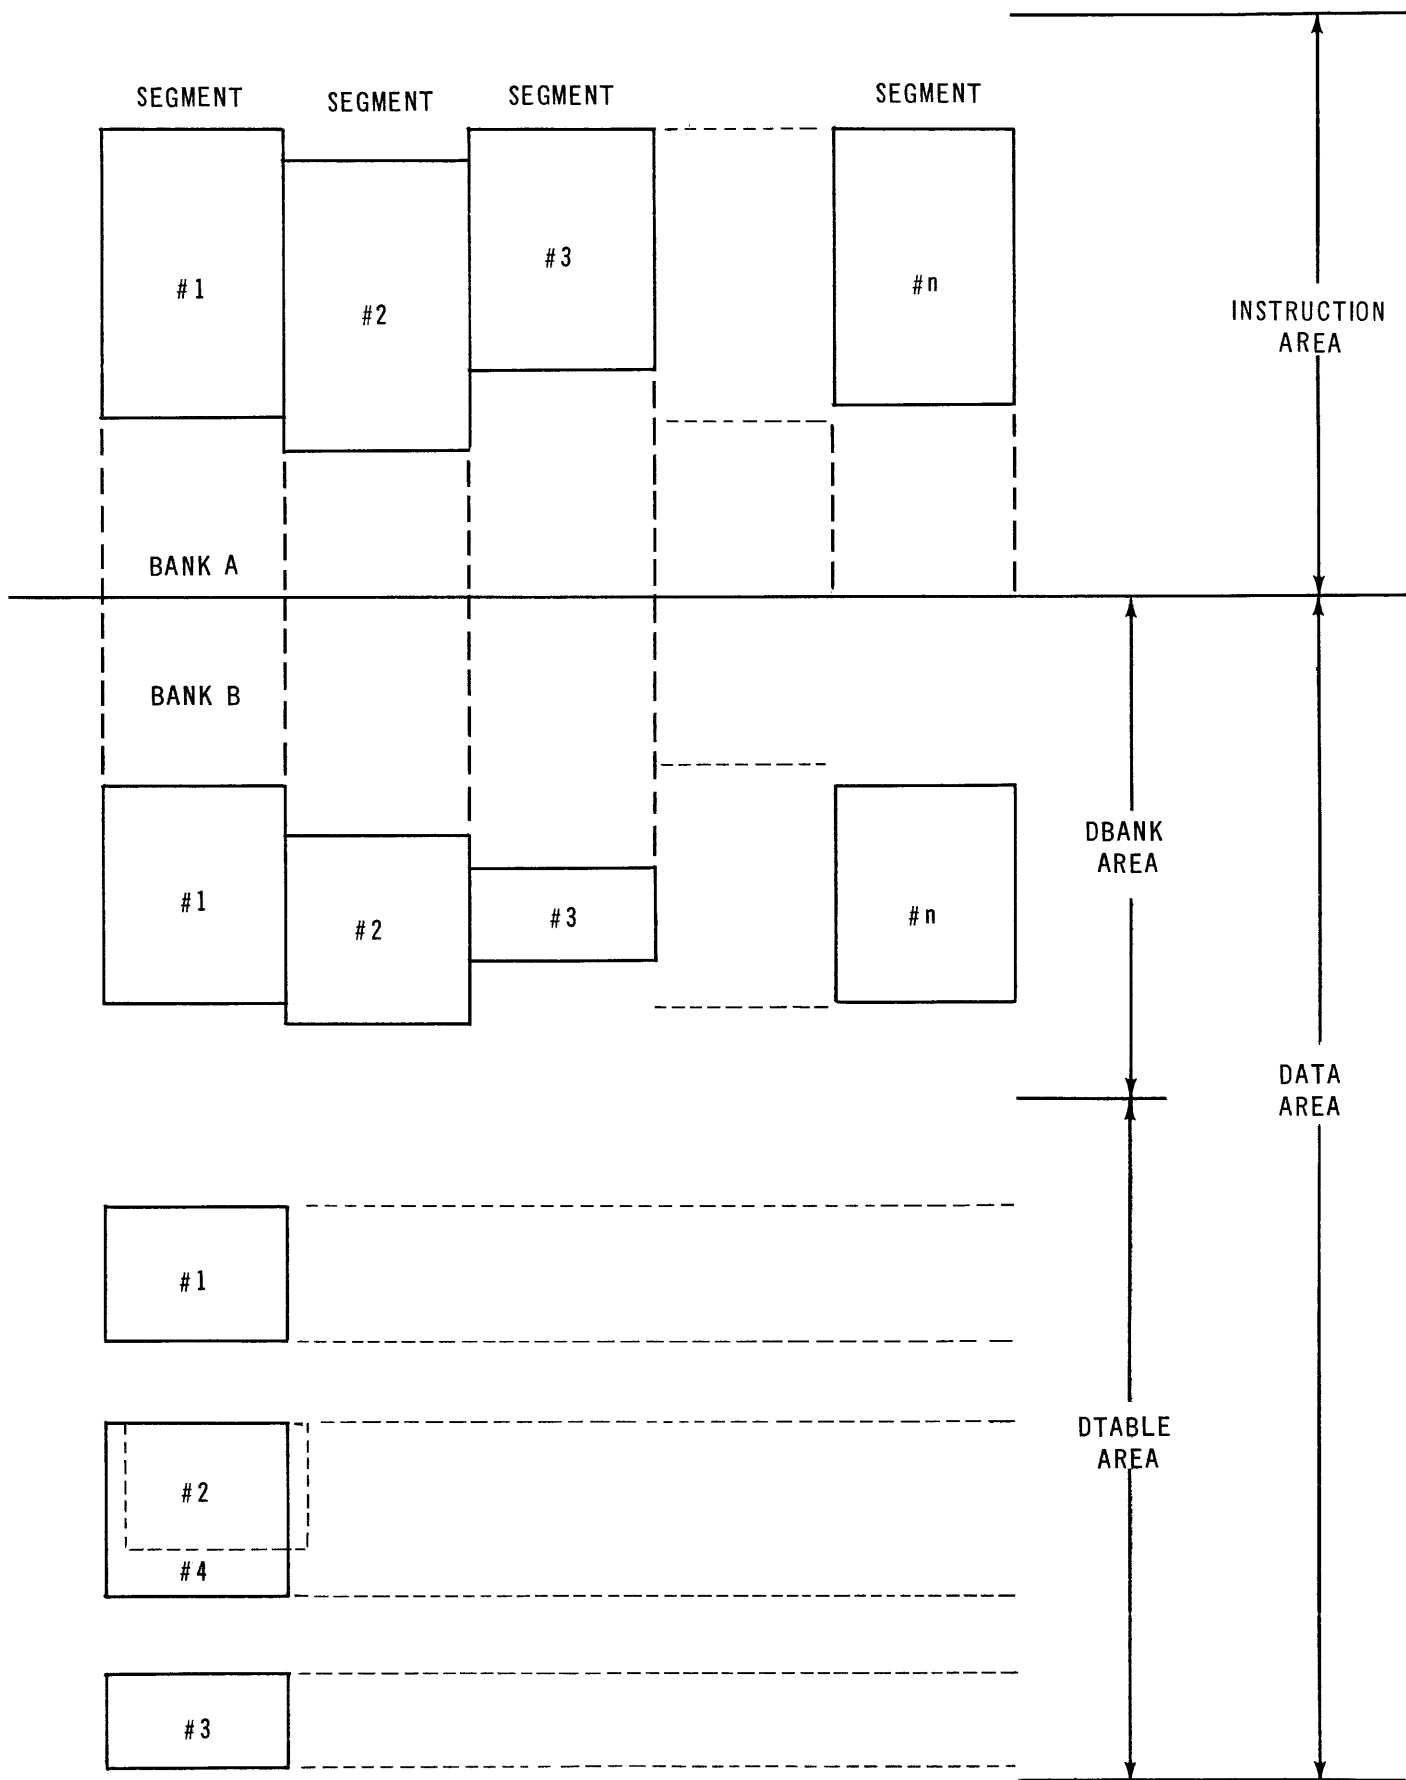 SEGMENT
SEGMENT
SEGMENT
SEGMENT
#1
#2
#3
#n
INSTRUCTION
AREA
BANK A
BANK B
#1
#2
#3
#n
DBANK
AREA
DATA
AREA
#1
#2
#4
DTABLE
AREA
#3